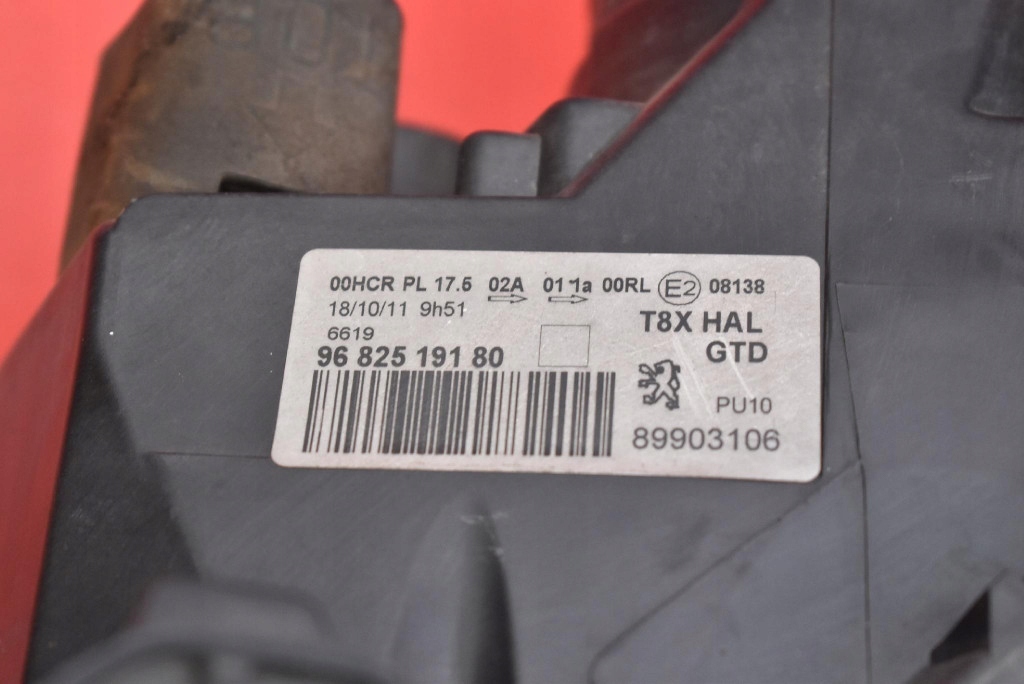 00HCR PL 17.5 02A 01 1a 00RL E2 08138
18/10/11 9h51
T8X HAL
6619
96 825 191 80
GTD
PU10
89903106